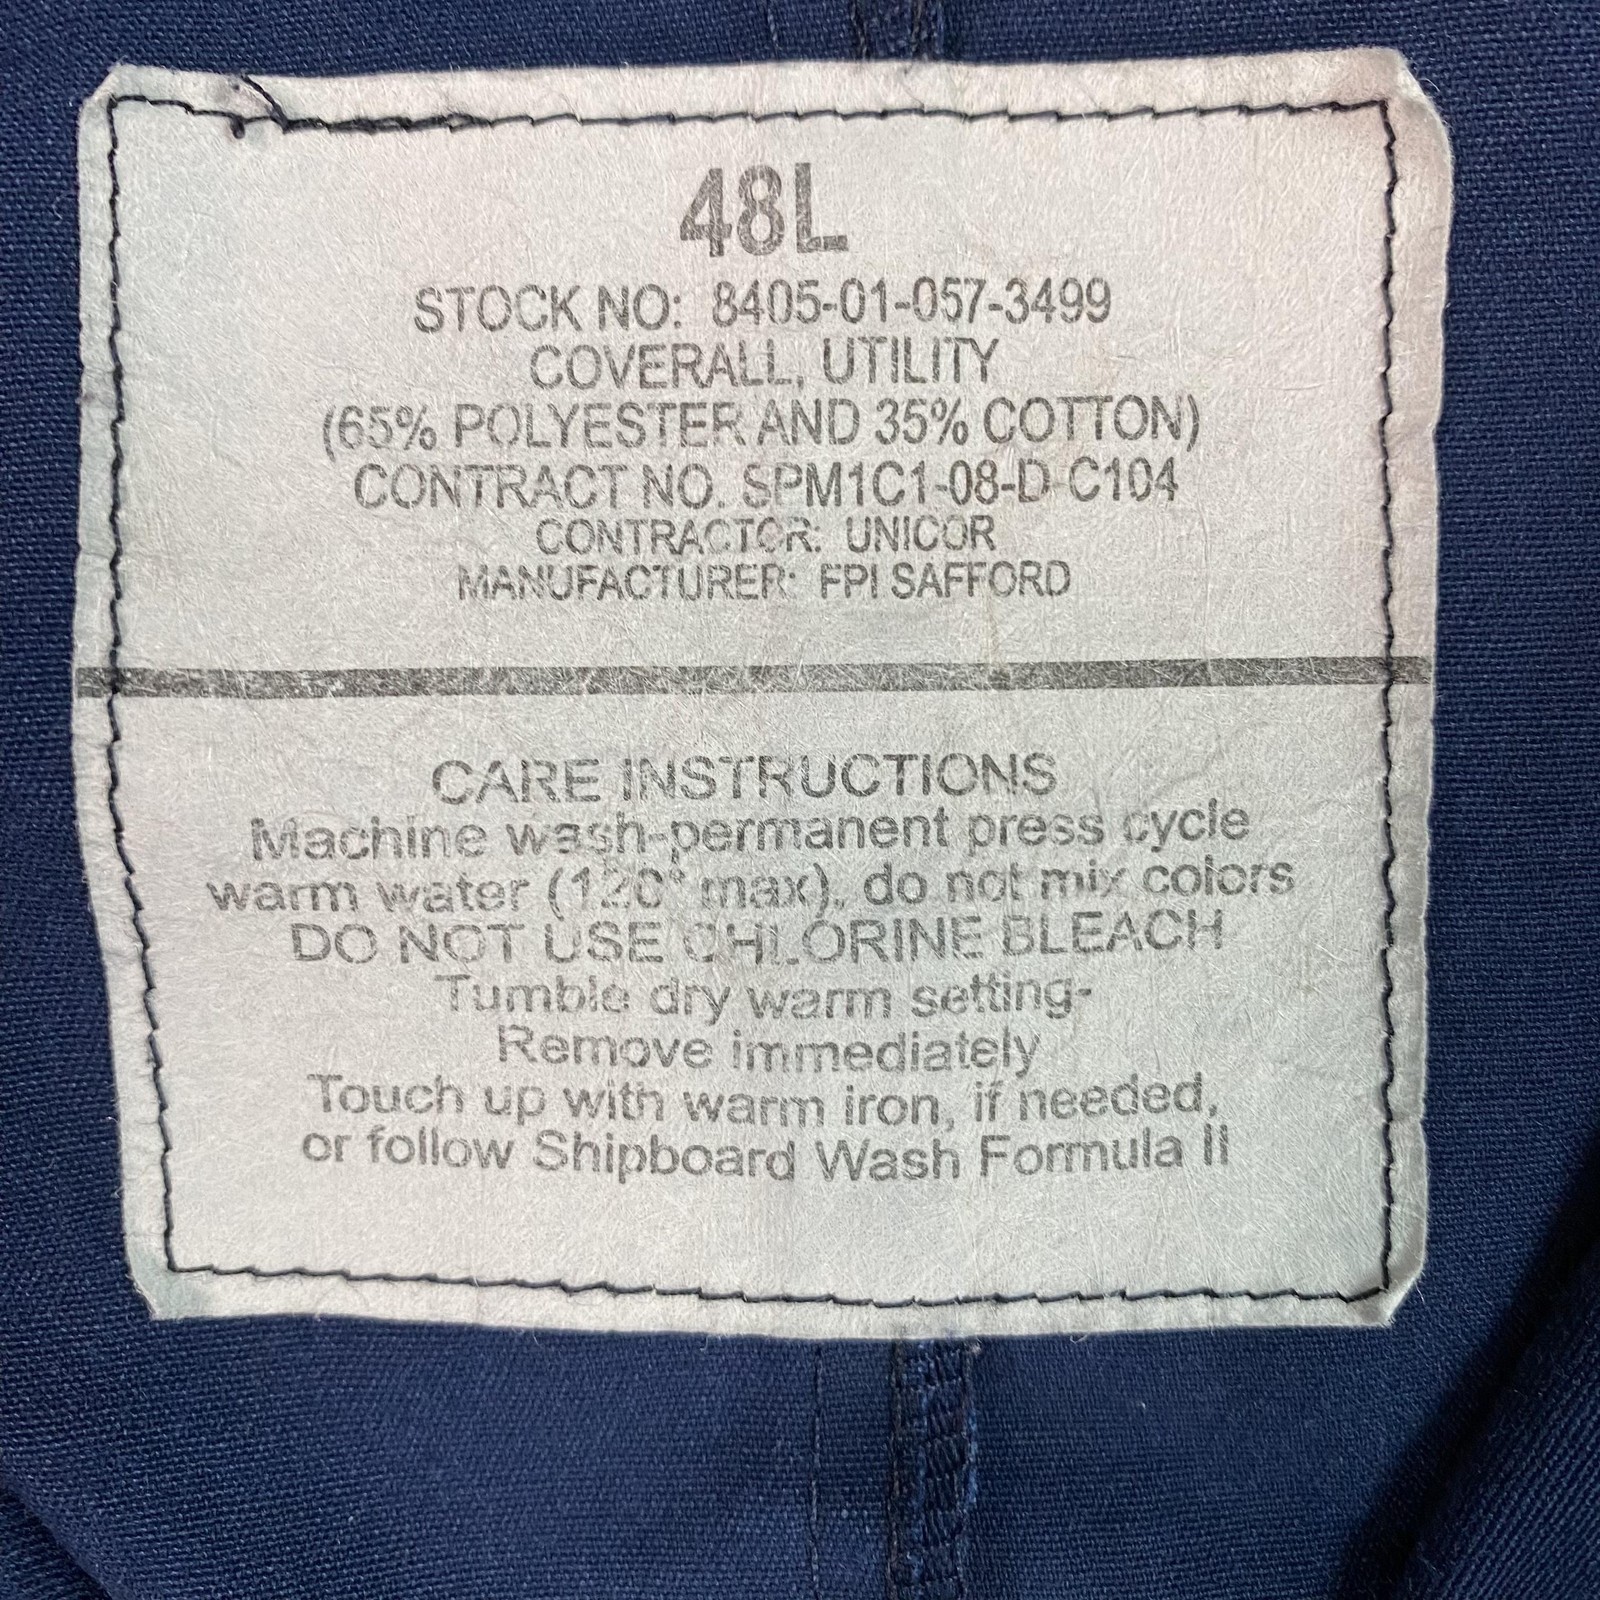 48L
STOCK NO: 8405-01-057-3499
COVERALL, UTILITY
(65% POLYESTER AND 35% COTTON)
CONTRACT NO. SPM1C1-08-D-C104
CONTRACTOR: UNICOR
MANUFACTURER: FPI SAFFORD
CARE INSTRUCTIONS
Machine wash-permanent press cycle
warm water (120° max), do not mix colors
DO NOT USE CHLORINE BLEACH
Tumble dry warm setting-
Remove immediately
Touch up with warm iron, if needed,
or follow Shipboard Wash Formula II